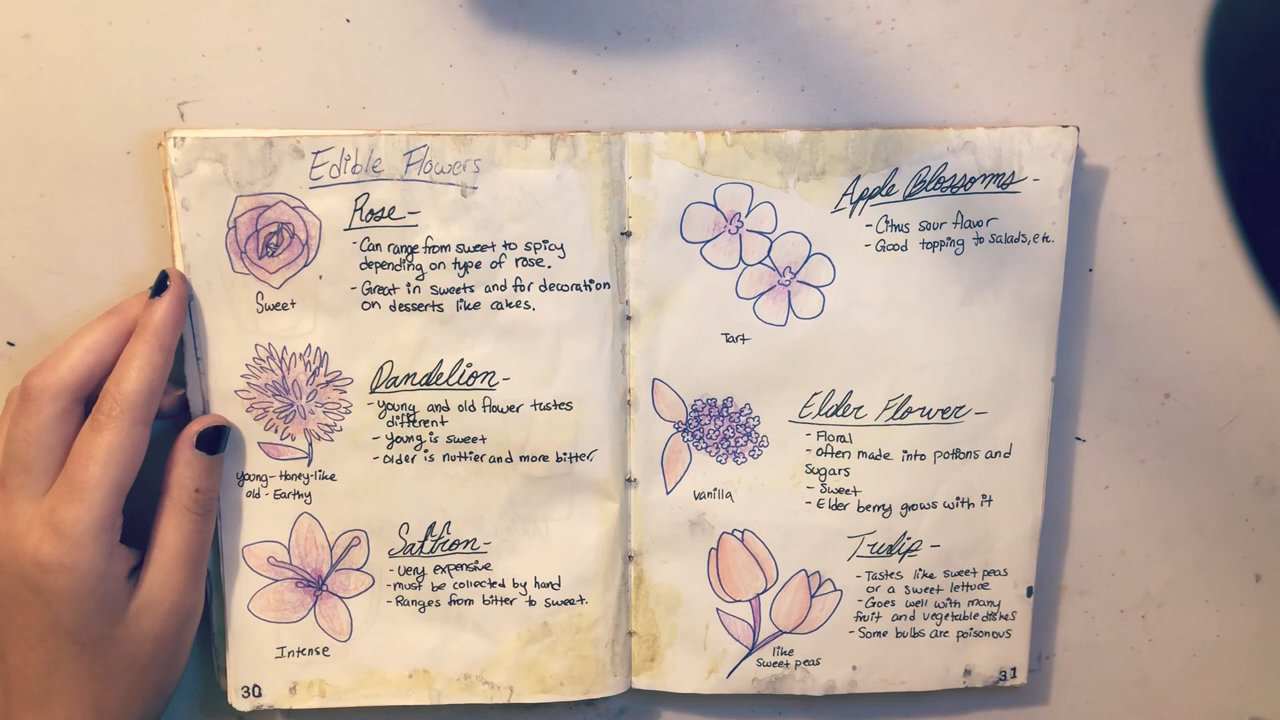 Edible Flowers
Rose-
- Can range from sweet to spicy
depending on type of rose.
- Great in sweets and for decoration
on desserts like cakes.
Sweet
Dandelion-
- Young and old flower tastes
different
- Young is sweet
- Older is nuttier and more bitter.
Young- Honey-like
old - Earthy
Saffron-
- very expensive
- must be collected by hand
- Ranges from bitter to sweet.
Intense
30
Apple Blossoms-
- Citrus sour flavor
- Good topping to salads, etc.
Tart
Elder Flower-
- Floral
- Often made into potions and
sugars
- Sweet
- Elder berry grows with it
Vanilla
Tulip-
- Tastes like sweet peas
or a sweet lettuce
- Goes well with many
fruit and vegetable dishes
- Some bulbs are poisonous
like
sweet peas
31